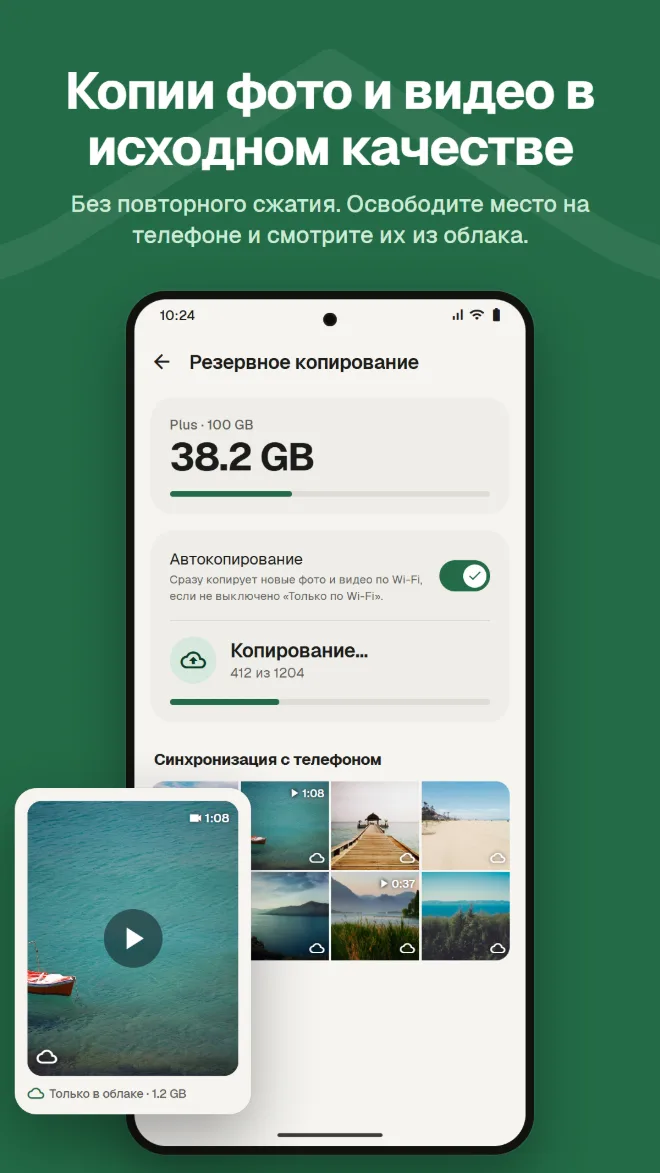 Копии фото и видео в
исходном качестве
Без повторного сжатия. Освободите место на
телефоне и смотрите их из облака.
10:24
Резервное копирование
Plus · 100 GB
38.2 GB
Автокопирование
Сразу копирует новые фото и видео по Wi-Fi,
если не выключено «Только по Wi-Fi».
Копирование...
412 из 1204
Синхронизация с телефоном
1:08
0:37
1:08
Только в облаке · 1.2 GB